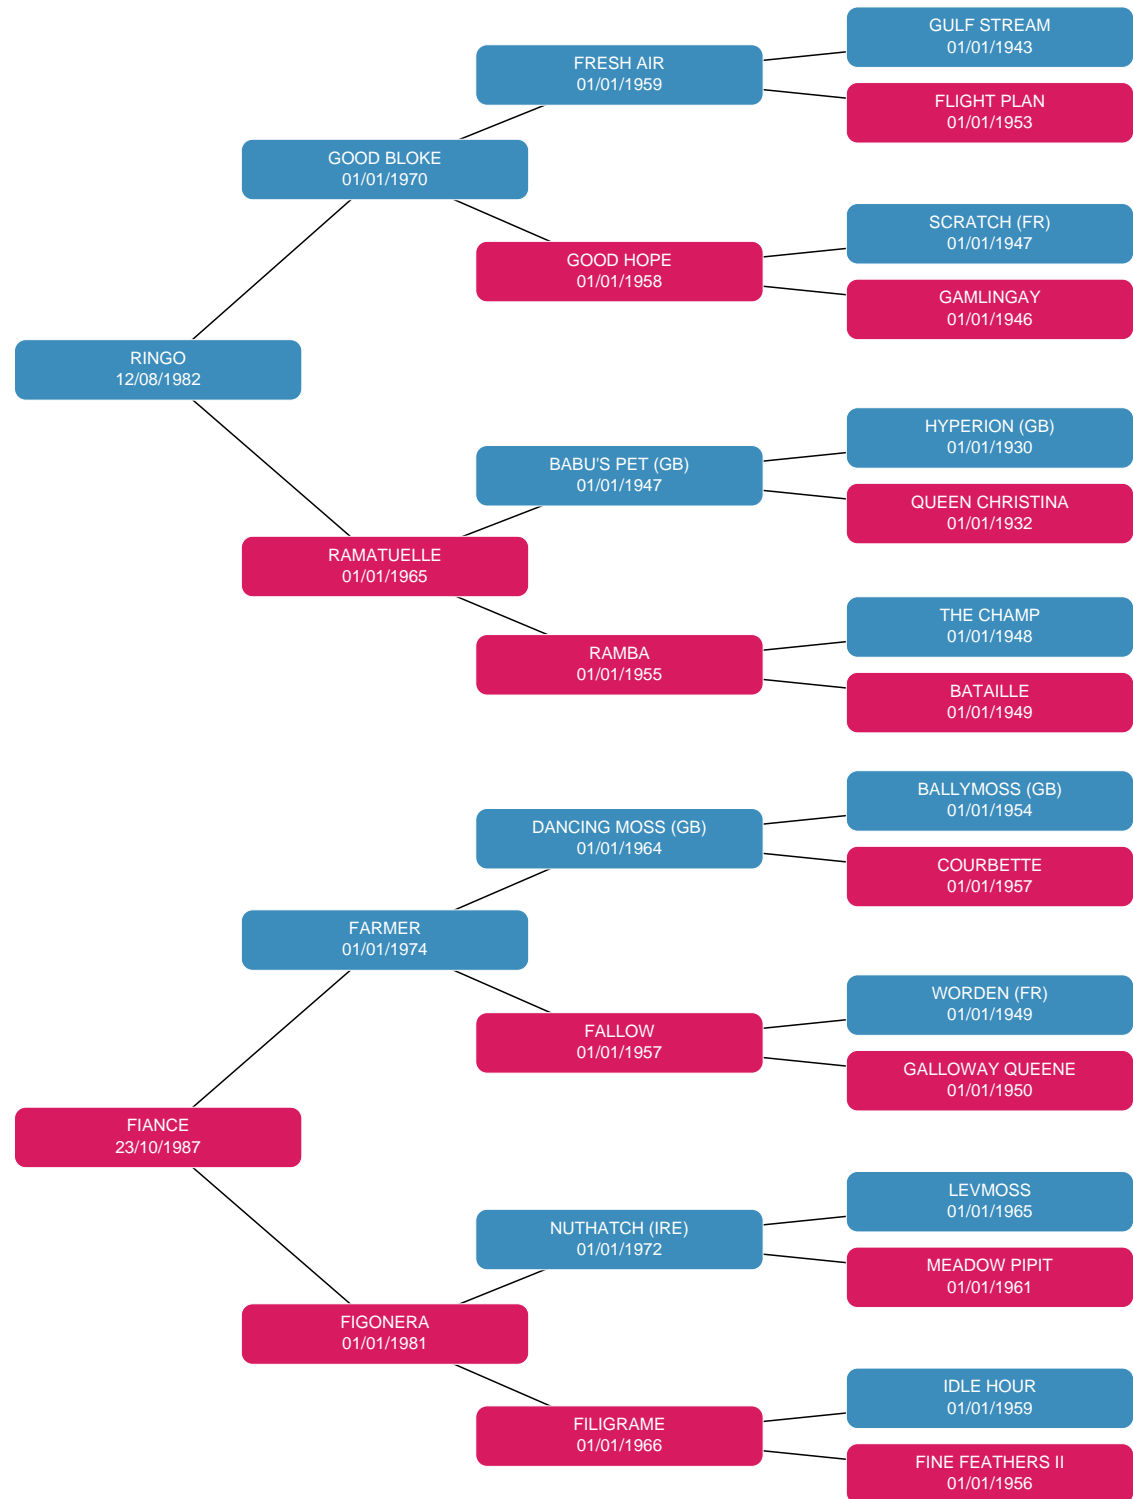 GULF STREAM
01/01/1943
FRESH AIR
01/01/1959
FLIGHT PLAN
01/01/1953
GOOD BLOKE
01/01/1970
SCRATCH (FR)
01/01/1947
GOOD HOPE
01/01/1958
GAMLINGAY
01/01/1946
RINGO
12/08/1982
HYPERION (GB)
01/01/1930
BABU'S PET (GB)
01/01/1947
QUEEN CHRISTINA
01/01/1932
RAMATUELLE
01/01/1965
THE CHAMP
01/01/1948
RAMBA
01/01/1955
BATAILLE
01/01/1949
BALLYMOSS (GB)
01/01/1954
DANCING MOSS (GB)
01/01/1964
COURBETTE
01/01/1957
FARMER
01/01/1974
WORDEN (FR)
01/01/1949
FALLOW
01/01/1957
GALLOWAY QUEENE
01/01/1950
FIANCE
23/10/1987
LEVMOSS
01/01/1965
NUTHATCH (IRE)
01/01/1972
MEADOW PIPIT
01/01/1961
FIGONERA
01/01/1981
IDLE HOUR
01/01/1959
FILIGRAME
01/01/1966
FINE FEATHERS II
01/01/1956